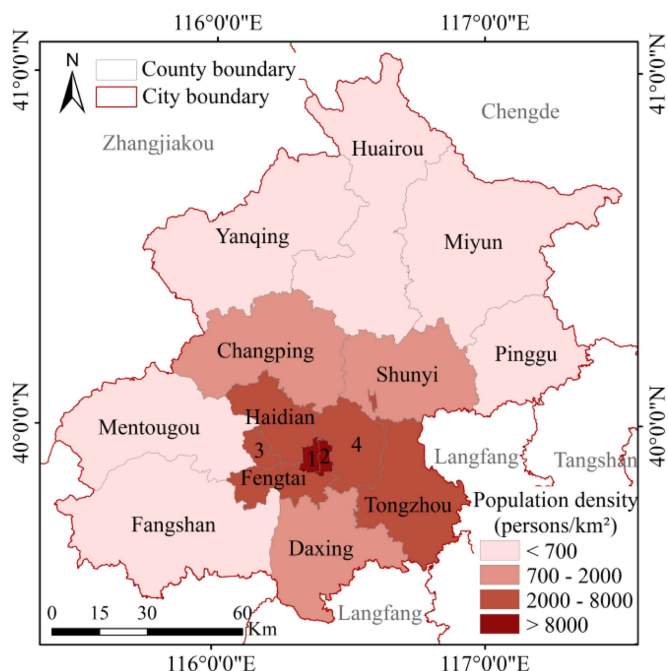 116°0'0"E
117°0'0"E
41°0'0"N
41°0'0"N
N
County boundary
City boundary
Chengde
Zhangjiakou
Huairou
Yanqing
Miyun
Changping
Pinggu
Shunyi
40°0'0"N
40°0'0"N
Haidian
Mentougou
3
4
12
Langfang
Tangshan
Fengtai
Tongzhou
Population density
(persons/km²)
Fangshan
Daxing
< 700
700 - 2000
2000 - 8000
> 8000
0 15 30 60
Km
Langfang
116°0'0"E
117°0'0"E